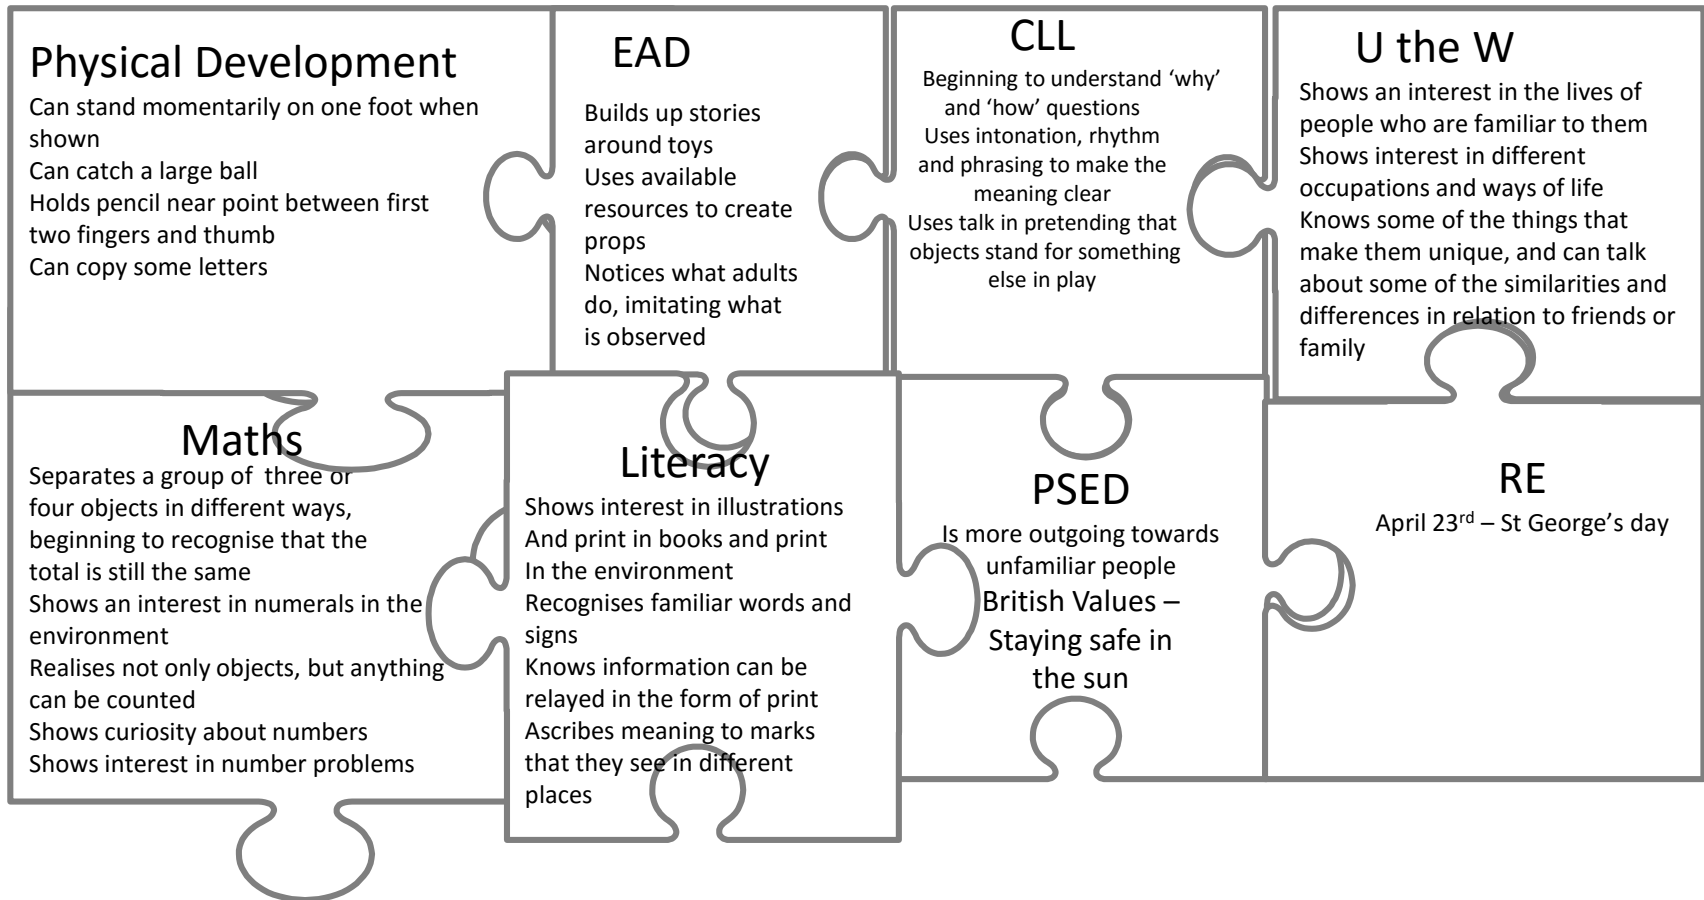 Physical Development
Can stand momentarily on one foot when
shown
Can catch a large ball
Holds pencil near point between first
two fingers and thumb
Can copy some letters
EAD
Builds up stories
around toys
Uses available
resources to create
props
Notices what adults
do, imitating what
is observed
CLL
Beginning to understand ‘why’
and ‘how’ questions
Uses intonation, rhythm
and phrasing to make the
meaning clear
Uses talk in pretending that
objects stand for something
else in play
U the W
Shows an interest in the lives of
people who are familiar to them
Shows interest in different
occupations and ways of life
Knows some of the things that
make them unique, and can talk
about some of the similarities and
differences in relation to friends or
family
Maths
Separates a group of  three or
four objects in different ways,
beginning to recognise that the
total is still the same
Shows an interest in numerals in the
environment
Realises not only objects, but anything
can be counted
Shows curiosity about numbers
Shows interest in number problems
Literacy
Shows interest in illustrations
And print in books and print
In the environment
Recognises familiar words and
signs
Knows information can be
relayed in the form of print
Ascribes meaning to marks
that they see in different
places
PSED
Is more outgoing towards
unfamiliar people
British Values –
Staying safe in
the sun
RE
April 23rd – St George’s day